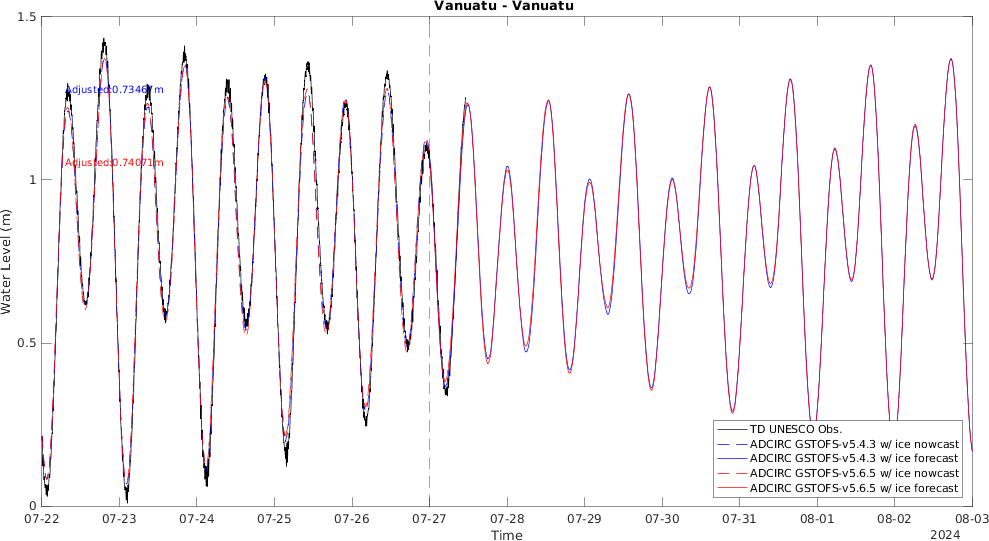 Vanuatu - Vanuatu
1.5
1
0.5
0
Water Level (m)
Adjusted:0.73467m
Adjusted:0.74071m
TD UNESCO Obs.
ADCIRC GSTOFS-v5.4.3 w/ ice nowcast
ADCIRC GSTOFS-v5.4.3 w/ ice forecast
ADCIRC GSTOFS-v5.6.5 w/ ice nowcast
ADCIRC GSTOFS-v5.6.5 w/ ice forecast
07-22 07-23 07-24 07-25 07-26 07-27 07-28 07-29 07-30 07-31 08-01 08-02 08-03
Time
2024